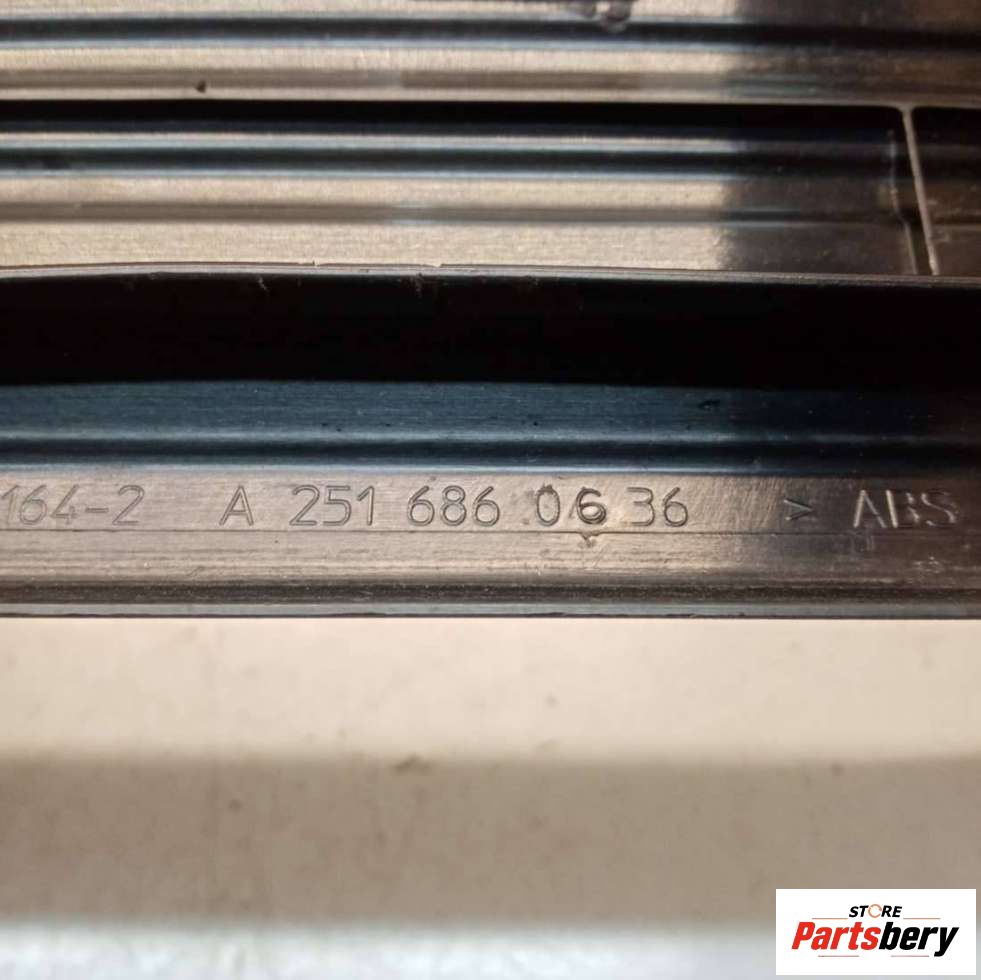 164-2 A 251 686 06 36 > ABS
STORE
Partsbery